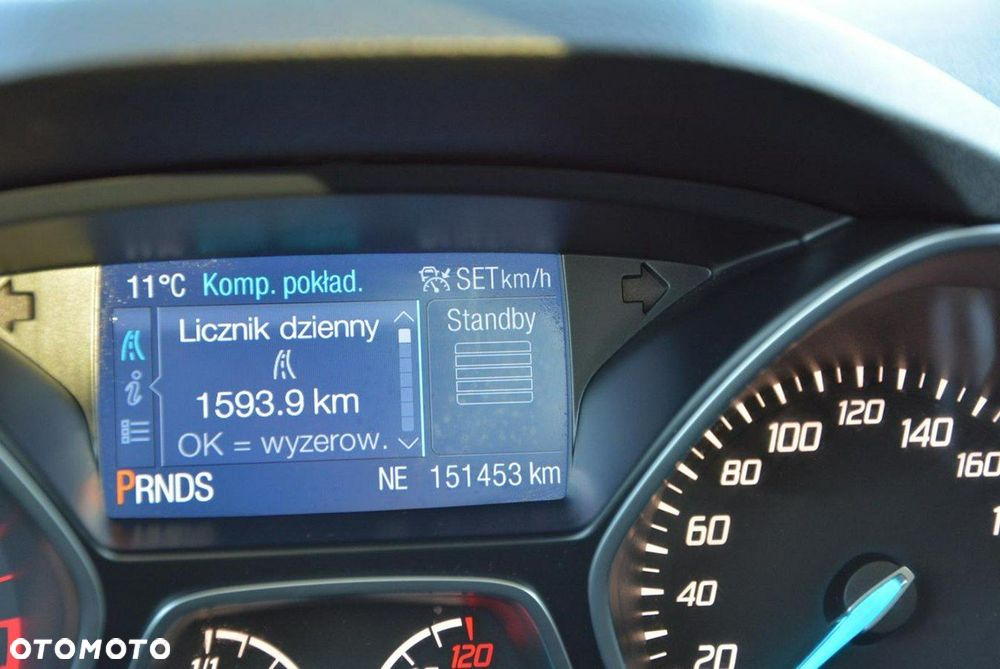 11°C Komp. pokład. SET km/h
Licznik dzienny
Standby
1593.9 km
OK = wyzerow.
PRNDS NE 151453 km
20
40
60
80
100
120
140
160
120
OTOMOTO